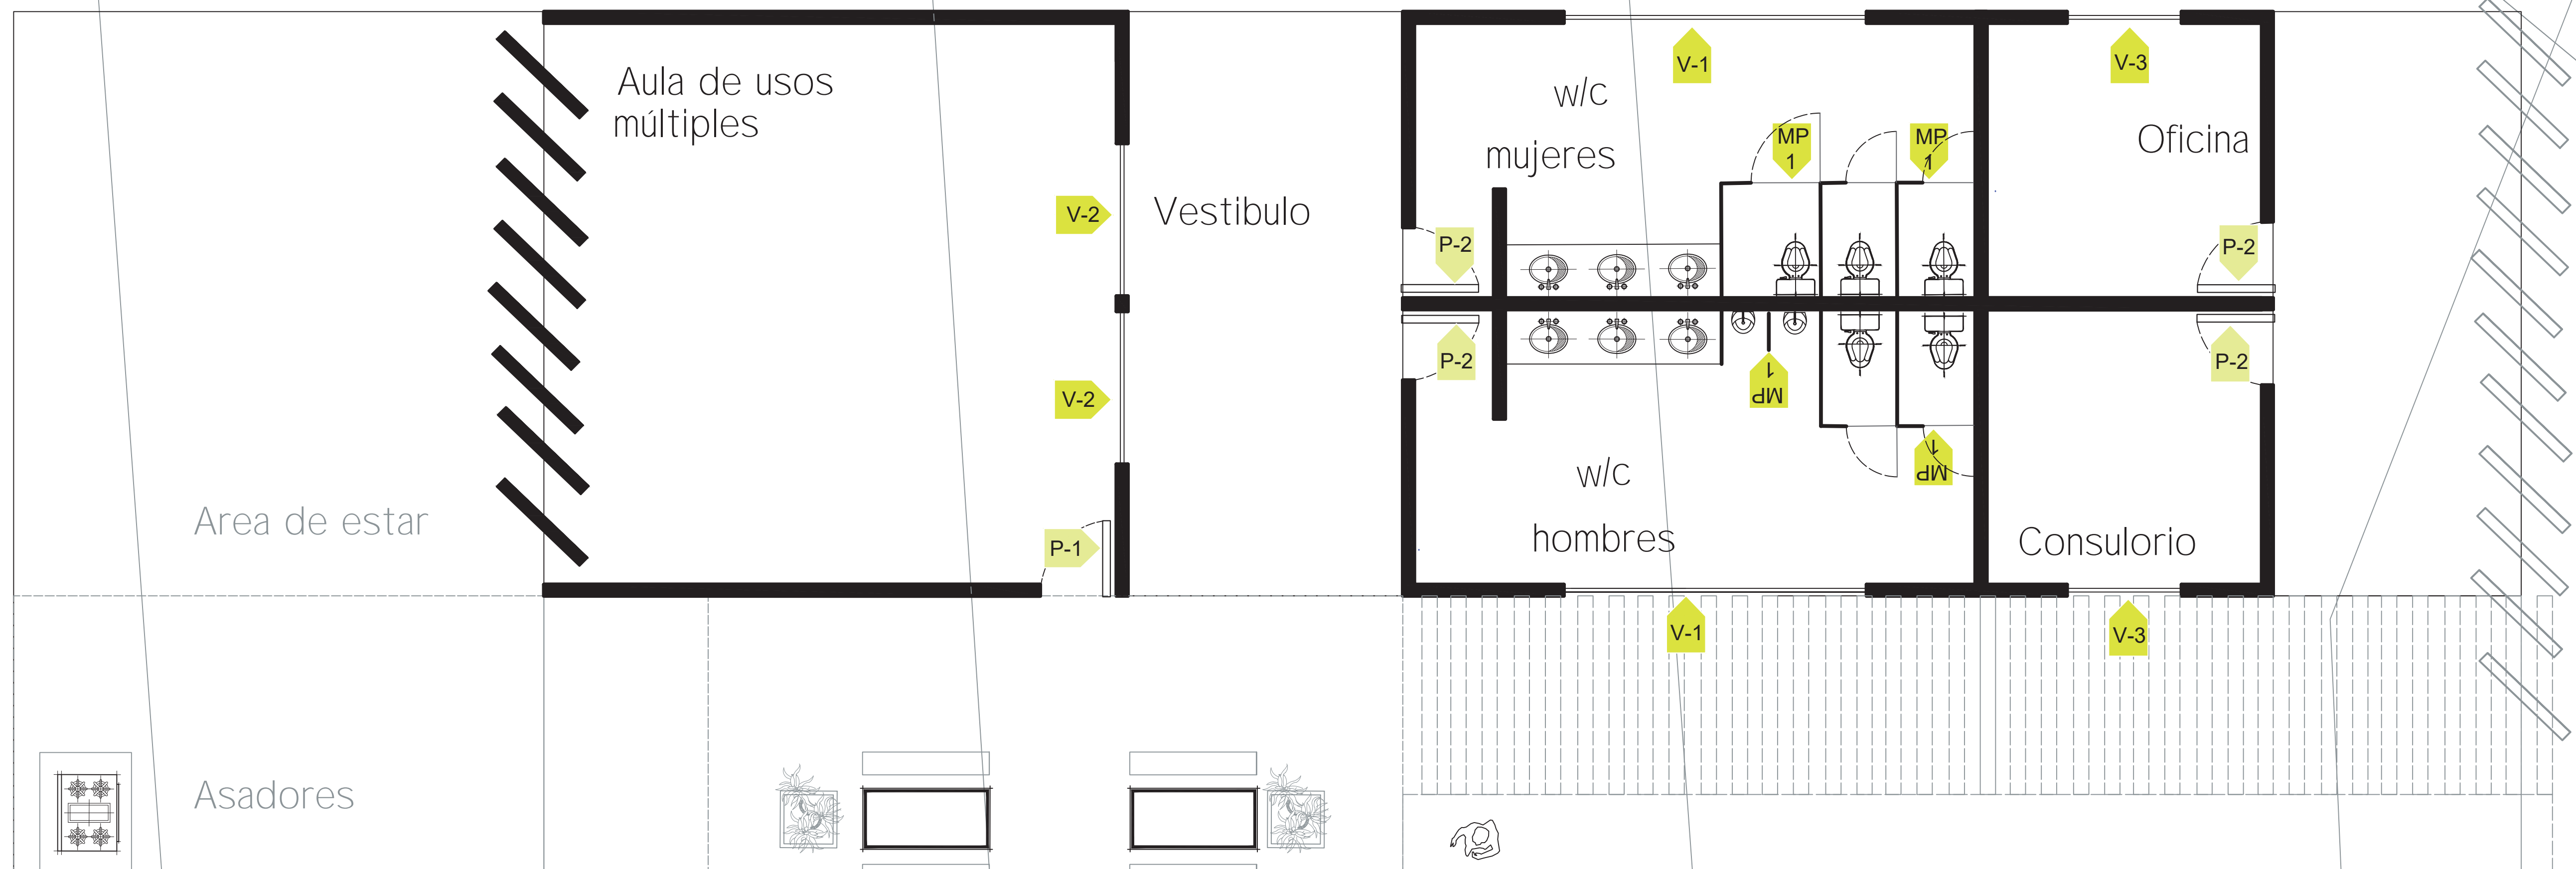 Aula de usos
múltiples
V-2
V-2
P-1
Vestibulo
Area de estar
Asadores
w/c
mujeres
V-1
MP
1
MP
1
P-2
P-2
MP
1
MP
1
w/c
hombres
V-1
V-3
Oficina
P-2
P-2
Consulorio
V-3